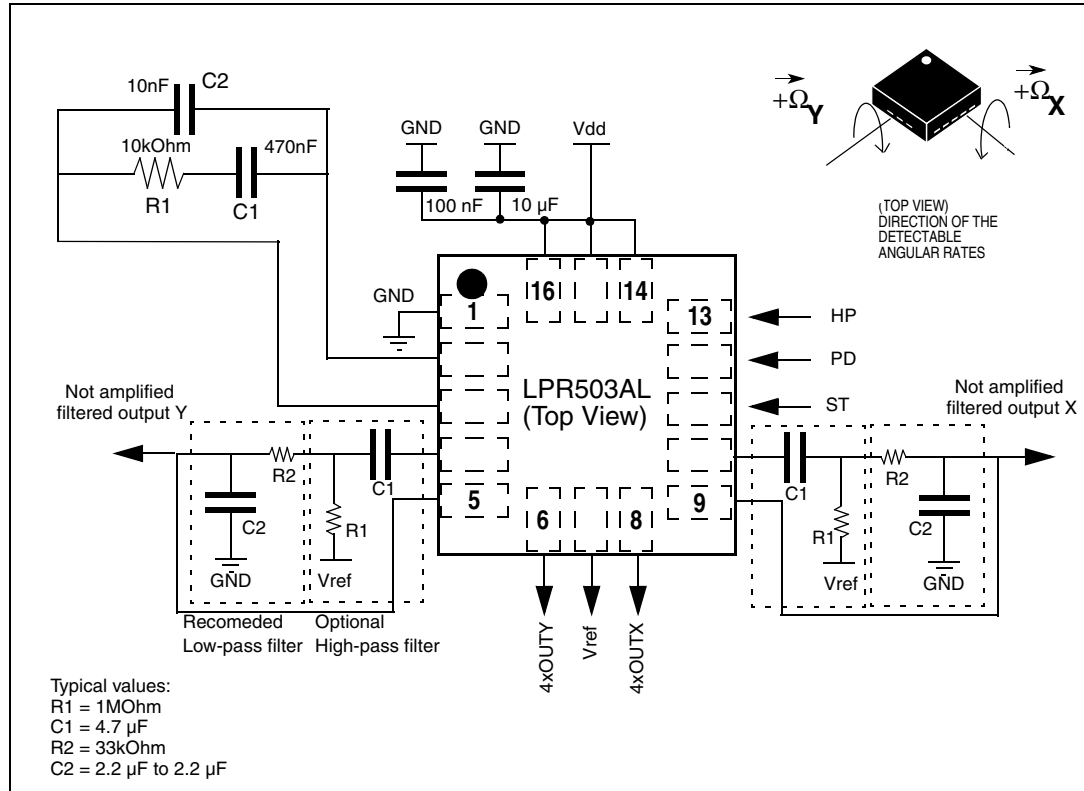 C2
10nF
10kOhm
470nF
R1
C1
GND
GND
Vdd
100 nF
10 µF
+ΩY
+ΩX
(TOP VIEW)
DIRECTION OF THE
DETECTABLE
ANGULAR RATES
GND
1
16
14
13
HP
PD
ST
LPR503AL
(Top View)
Not amplified
filtered output Y
Not amplified
filtered output X
R2
C1
C2
R1
GND
Vref
5
6
8
9
C1
R2
R1
C2
Vref
GND
Recomeded
Low-pass filter
Optional
High-pass filter
4xOUTY
Vref
4xOUTX
Typical values:
R1 = 1MOhm
C1 = 4.7 µF
R2 = 33kOhm
C2 = 2.2 µF to 2.2 µF